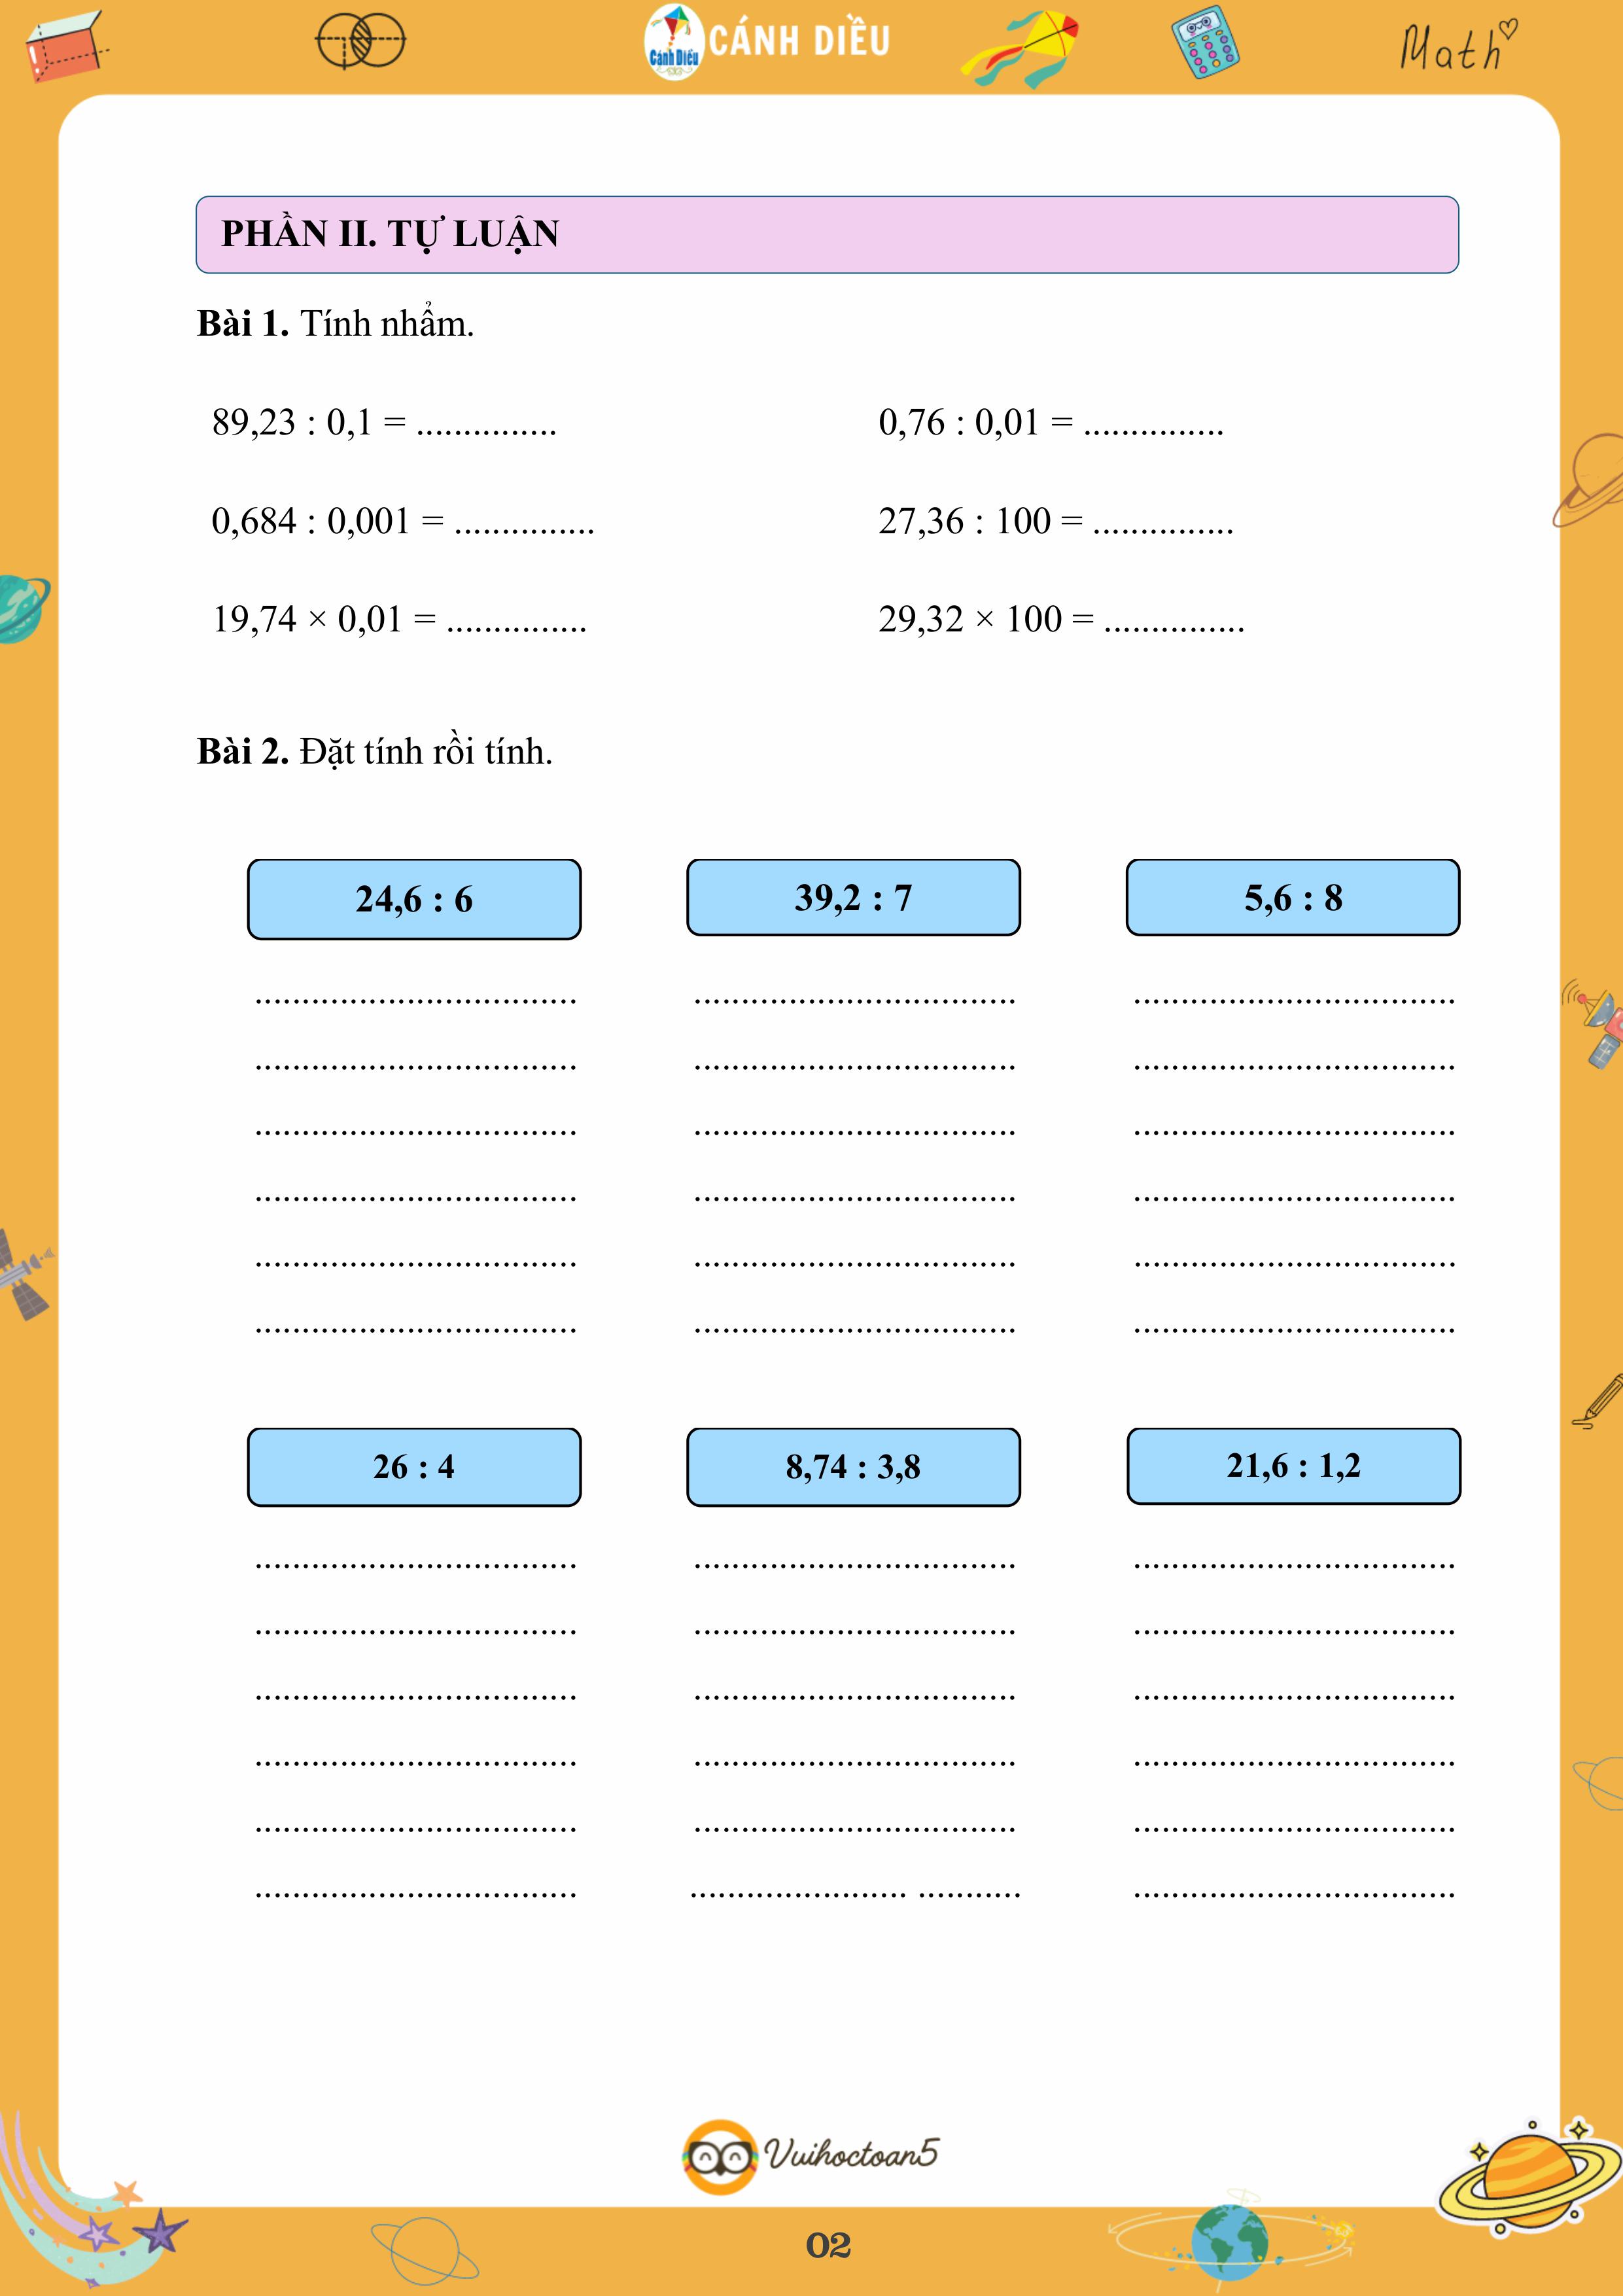 Cánh Diều CÁNH DIỀU Math
PHẦN II. TỰ LUẬN
Bài 1. Tính nhẩm.
89,23 : 0,1 = ............... 0,76 : 0,01 = ...............
0,684 : 0,001 = ............... 27,36 : 100 = ...............
19,74 × 0,01 = ............... 29,32 × 100 = ...............
Bài 2. Đặt tính rồi tính.
24,6 : 6 39,2 : 7 5,6 : 8
26 : 4 8,74 : 3,8 21,6 : 1,2
Vuihoctoan5
02